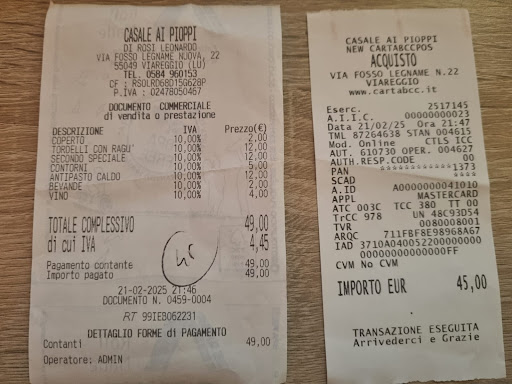 CASALE AI PIOPPI
DI ROSI LEONARDO
VIA FOSSO LEGNAME NUOVA, 22
55049 VIAREGGIO (LU)
TEL. 0584 960153
CF : RSOLRD68D15G628P
P.IVA : 02478050467
DOCUMENTO COMMERCIALE
di vendita o prestazione
DESCRIZIONE IVA Prezzo(€)
COPERTO 10,00% 2,00
TORDELLI CON RAGU' 10,00% 12,00
SECONDO SPECIALE 10,00% 12,00
CONTORNI 10,00% 5,00
ANTIPASTO CALDO 10,00% 12,00
BEVANDE 10,00% 2,00
VINO 10,00% 4,00
TOTALE COMPLESSIVO 49,00
di cui IVA 4,45
45
Pagamento contante 49,00
Importo pagato 49,00
21-02-2025 21:46
DOCUMENTO N. 0459-0004
RT 99IEB062231
DETTAGLIO FORME di PAGAMENTO
Contanti 49,00
Operatore: ADMIN
CASALE AI PIOPPI
NEW CARTABCCPOS
ACQUISTO
VIA FOSSO LEGNAME N.22
VIAREGGIO
www.cartabcc.it
Eserc. 2517145
A.I.I.C. 00000000023
Data 21/02/25 Ora 21:47
TML 87264638 STAN 004615
Mod. Online CTLS ICC
AUT. 610730 OPER. 004627
AUTH.RESP.CODE 00
PAN ************1373
SCAD ****
A.ID A0000000041010
APPL MASTERCARD
ATC 003C TCC 380 TT 00
TrCC 978 UN 48C93D54
TVR 0080008001
ARQC 711FBF8E98968A67
IAD 3710A04005220000000
00000000000000FF
CVM No CVM
IMPORTO EUR 45,00
TRANSAZIONE ESEGUITA
Arrivederci e Grazie